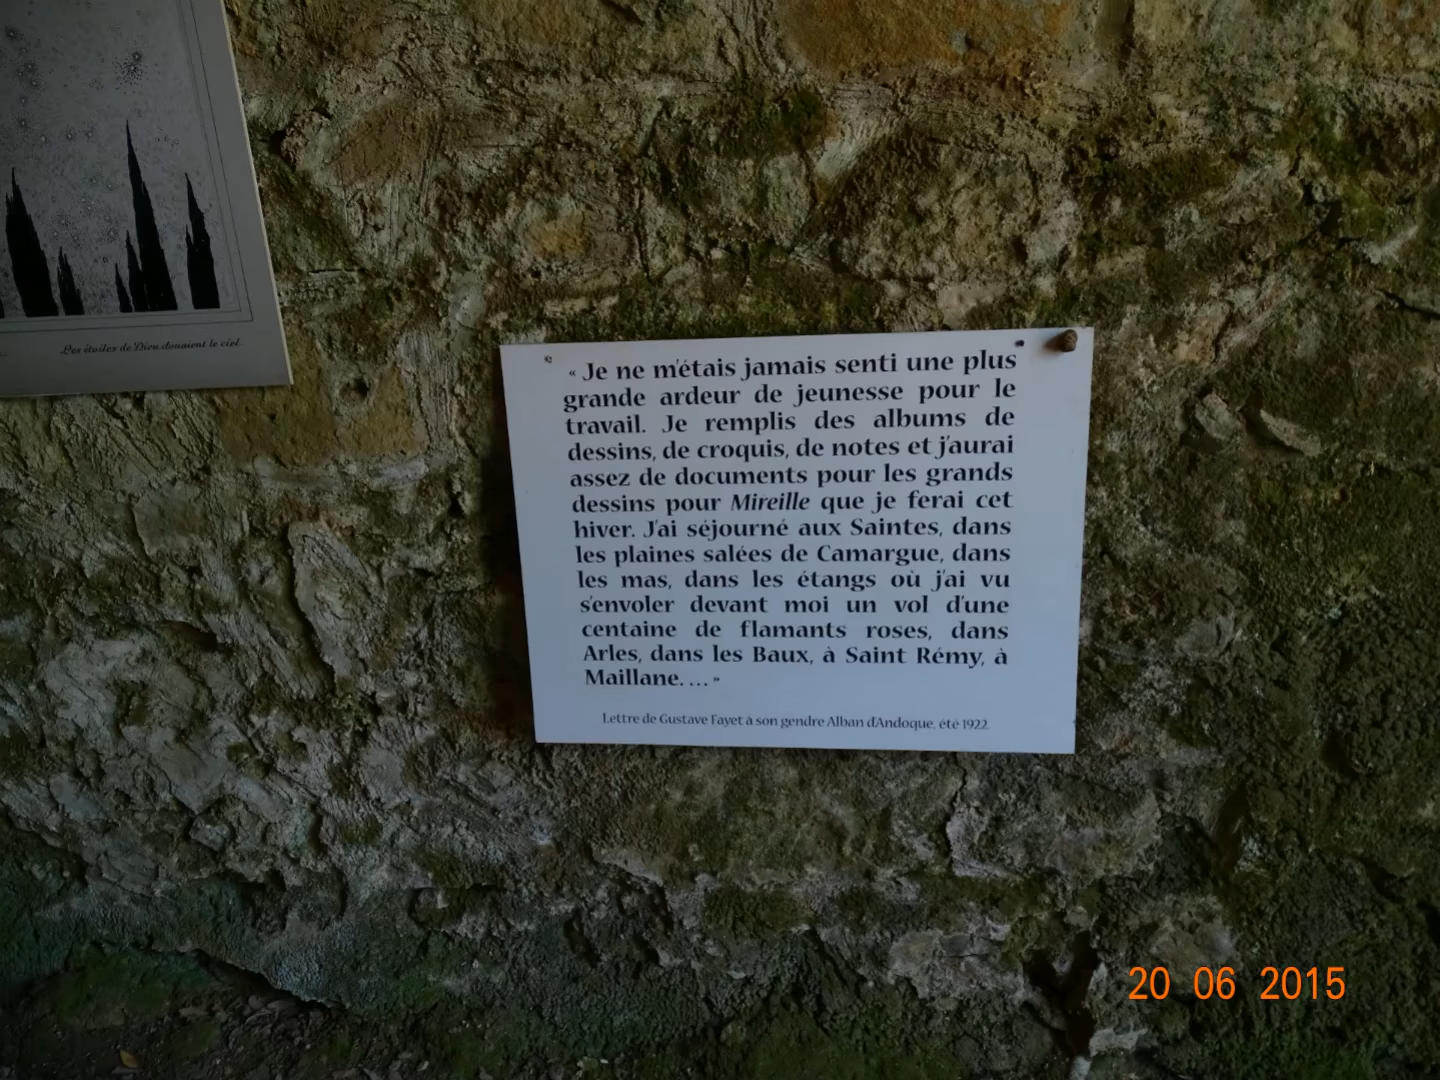 Les étoiles de Dieu douaient le ciel.
« Je ne m'étais jamais senti une plus
grande ardeur de jeunesse pour le
travail. Je remplis des albums de
dessins, de croquis, de notes et j'aurai
assez de documents pour les grands
dessins pour Mireille que je ferai cet
hiver. J'ai séjourné aux Saintes, dans
les plaines salées de Camargue, dans
les mas, dans les étangs où j'ai vu
s'envoler devant moi un vol d'une
centaine de flamants roses, dans
Arles, dans les Baux, à Saint Rémy, à
Maillane. ... »
Lettre de Gustave Fayet à son gendre Alban d'Andoque, été 1922.
20 06 2015